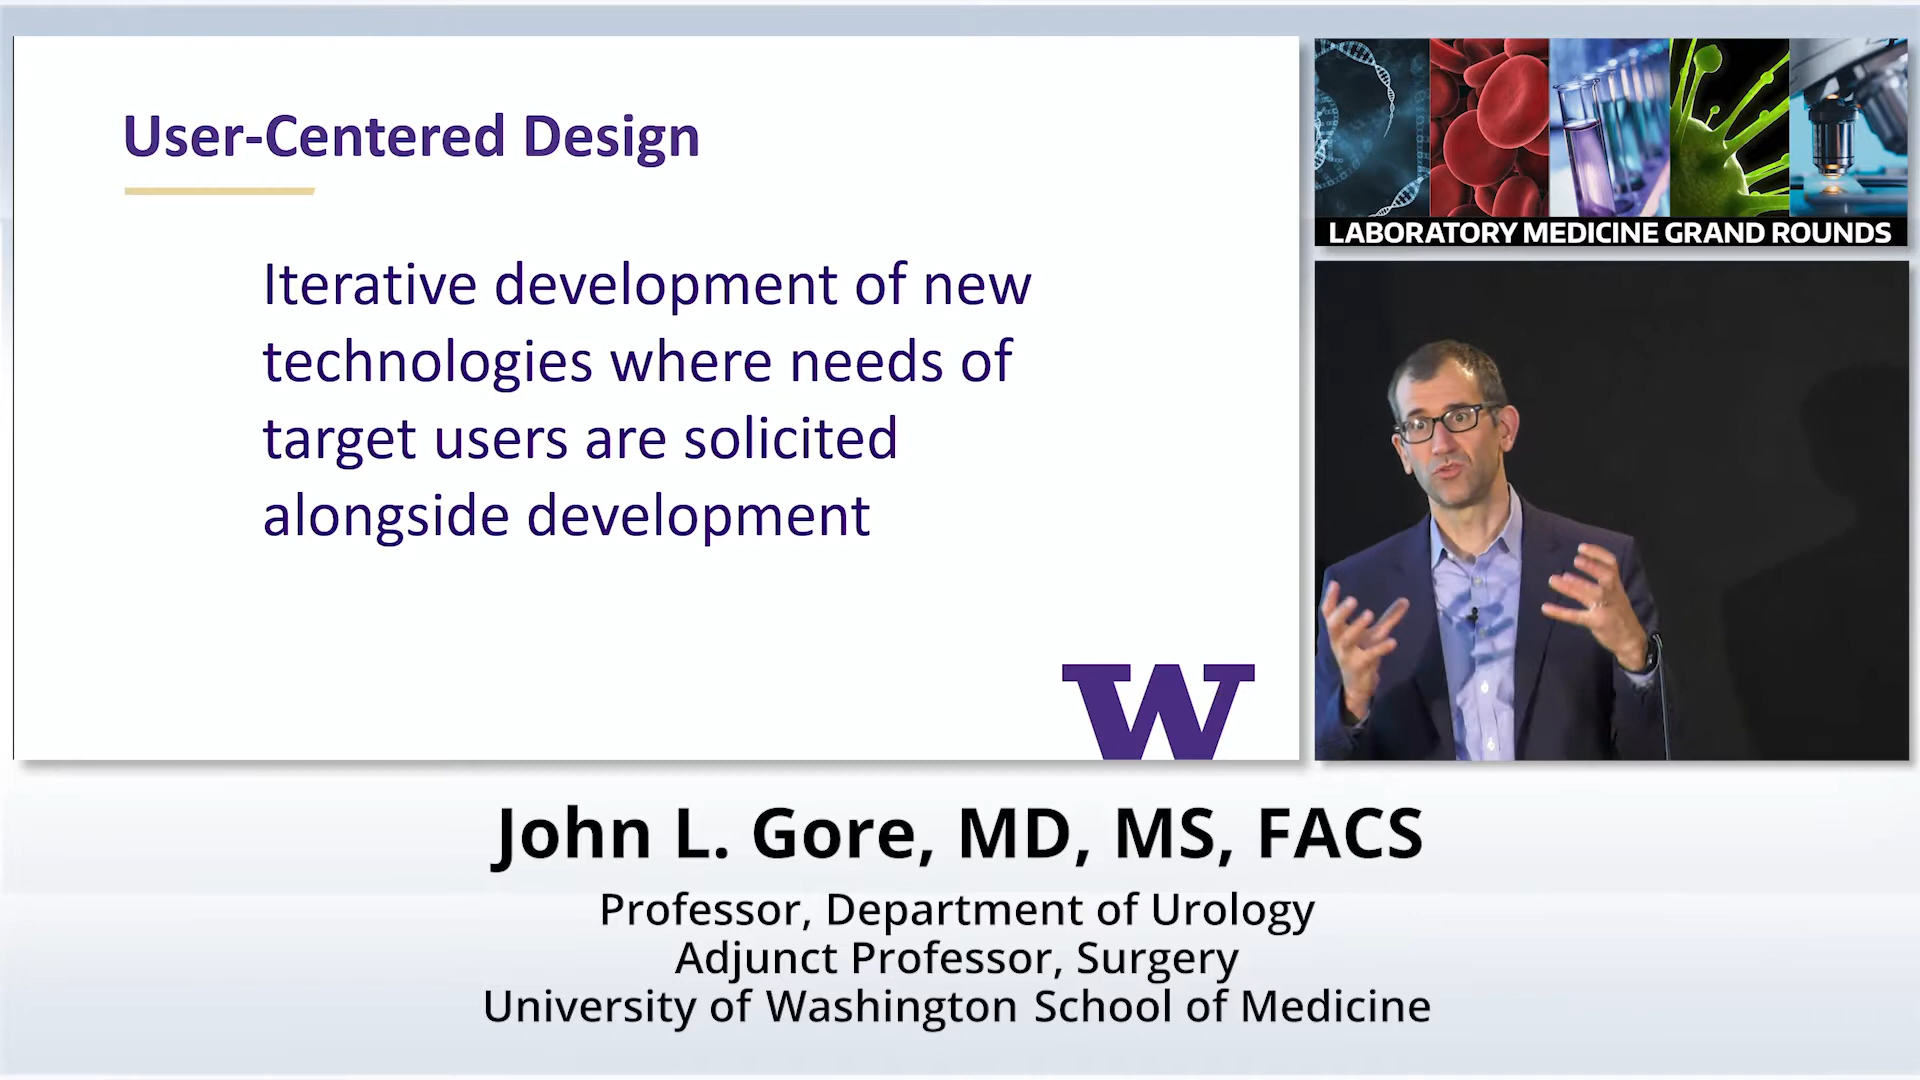 User-Centered Design
Iterative development of new
technologies where needs of
target users are solicited
alongside development
W
LABORATORY MEDICINE GRAND ROUNDS
John L. Gore, MD, MS, FACS
Professor, Department of Urology
Adjunct Professor, Surgery
University of Washington School of Medicine